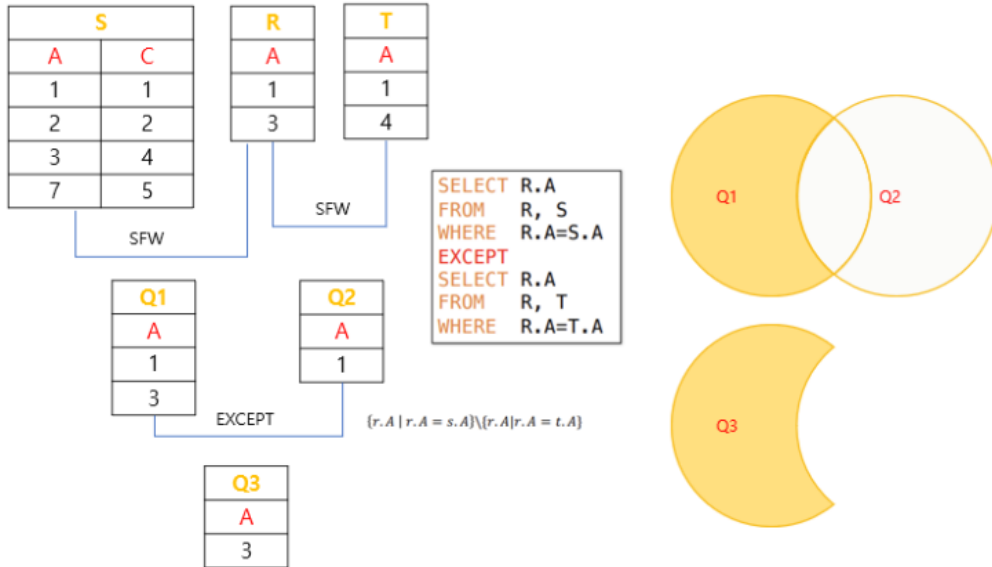 S
A C
1 1
2 2
3 4
7 5
R
A
1
3
T
A
1
4
SFW
SFW
SELECT R.A
FROM R, S
WHERE R.A=S.A
EXCEPT
SELECT R.A
FROM R, T
WHERE R.A=T.A
Q1
A
1
3
Q2
A
1
EXCEPT
{r.A | r.A = s.A}\{r.A|r.A = t.A}
Q3
A
3
Q1
Q2
Q3